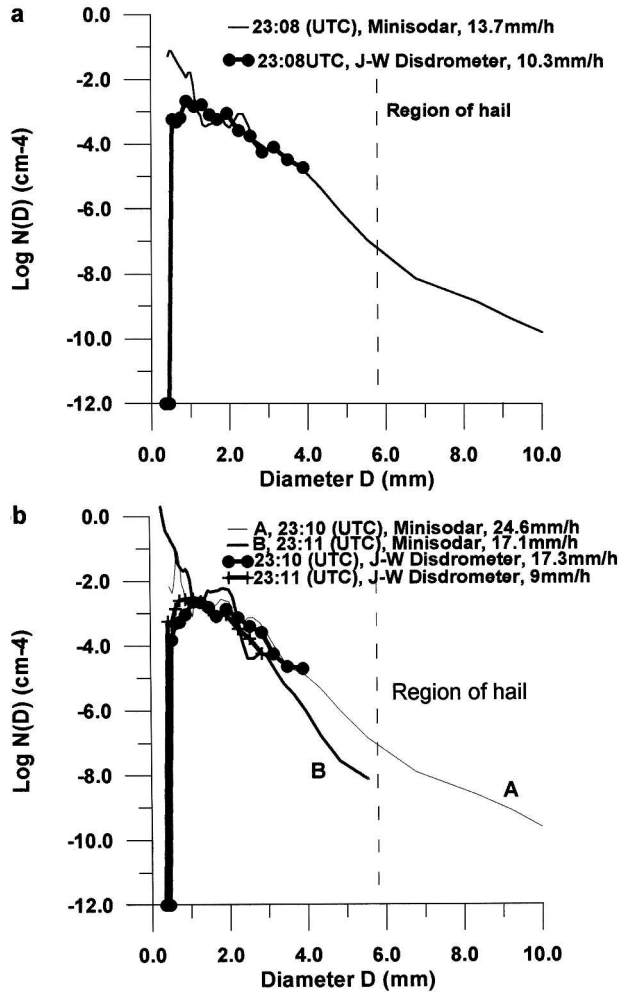 a
23:08 (UTC), Minisodar, 13.7mm/h
23:08UTC, J-W Disdrometer, 10.3mm/h
Region of hail
Log N(D) (cm-4)
0.0
-2.0
-4.0
-6.0
-8.0
-10.0
-12.0
0.0 2.0 4.0 6.0 8.0 10.0
Diameter D (mm)
b
A, 23:10 (UTC), Minisodar, 24.6mm/h
B, 23:11 (UTC), Minisodar, 17.1mm/h
23:10 (UTC), J-W Disdrometer, 17.3mm/h
23:11 (UTC), J-W Disdrometer, 9mm/h
Region of hail
B
A
Log N(D) (cm-4)
0.0
-2.0
-4.0
-6.0
-8.0
-10.0
-12.0
0.0 2.0 4.0 6.0 8.0 10.0
Diameter D (mm)